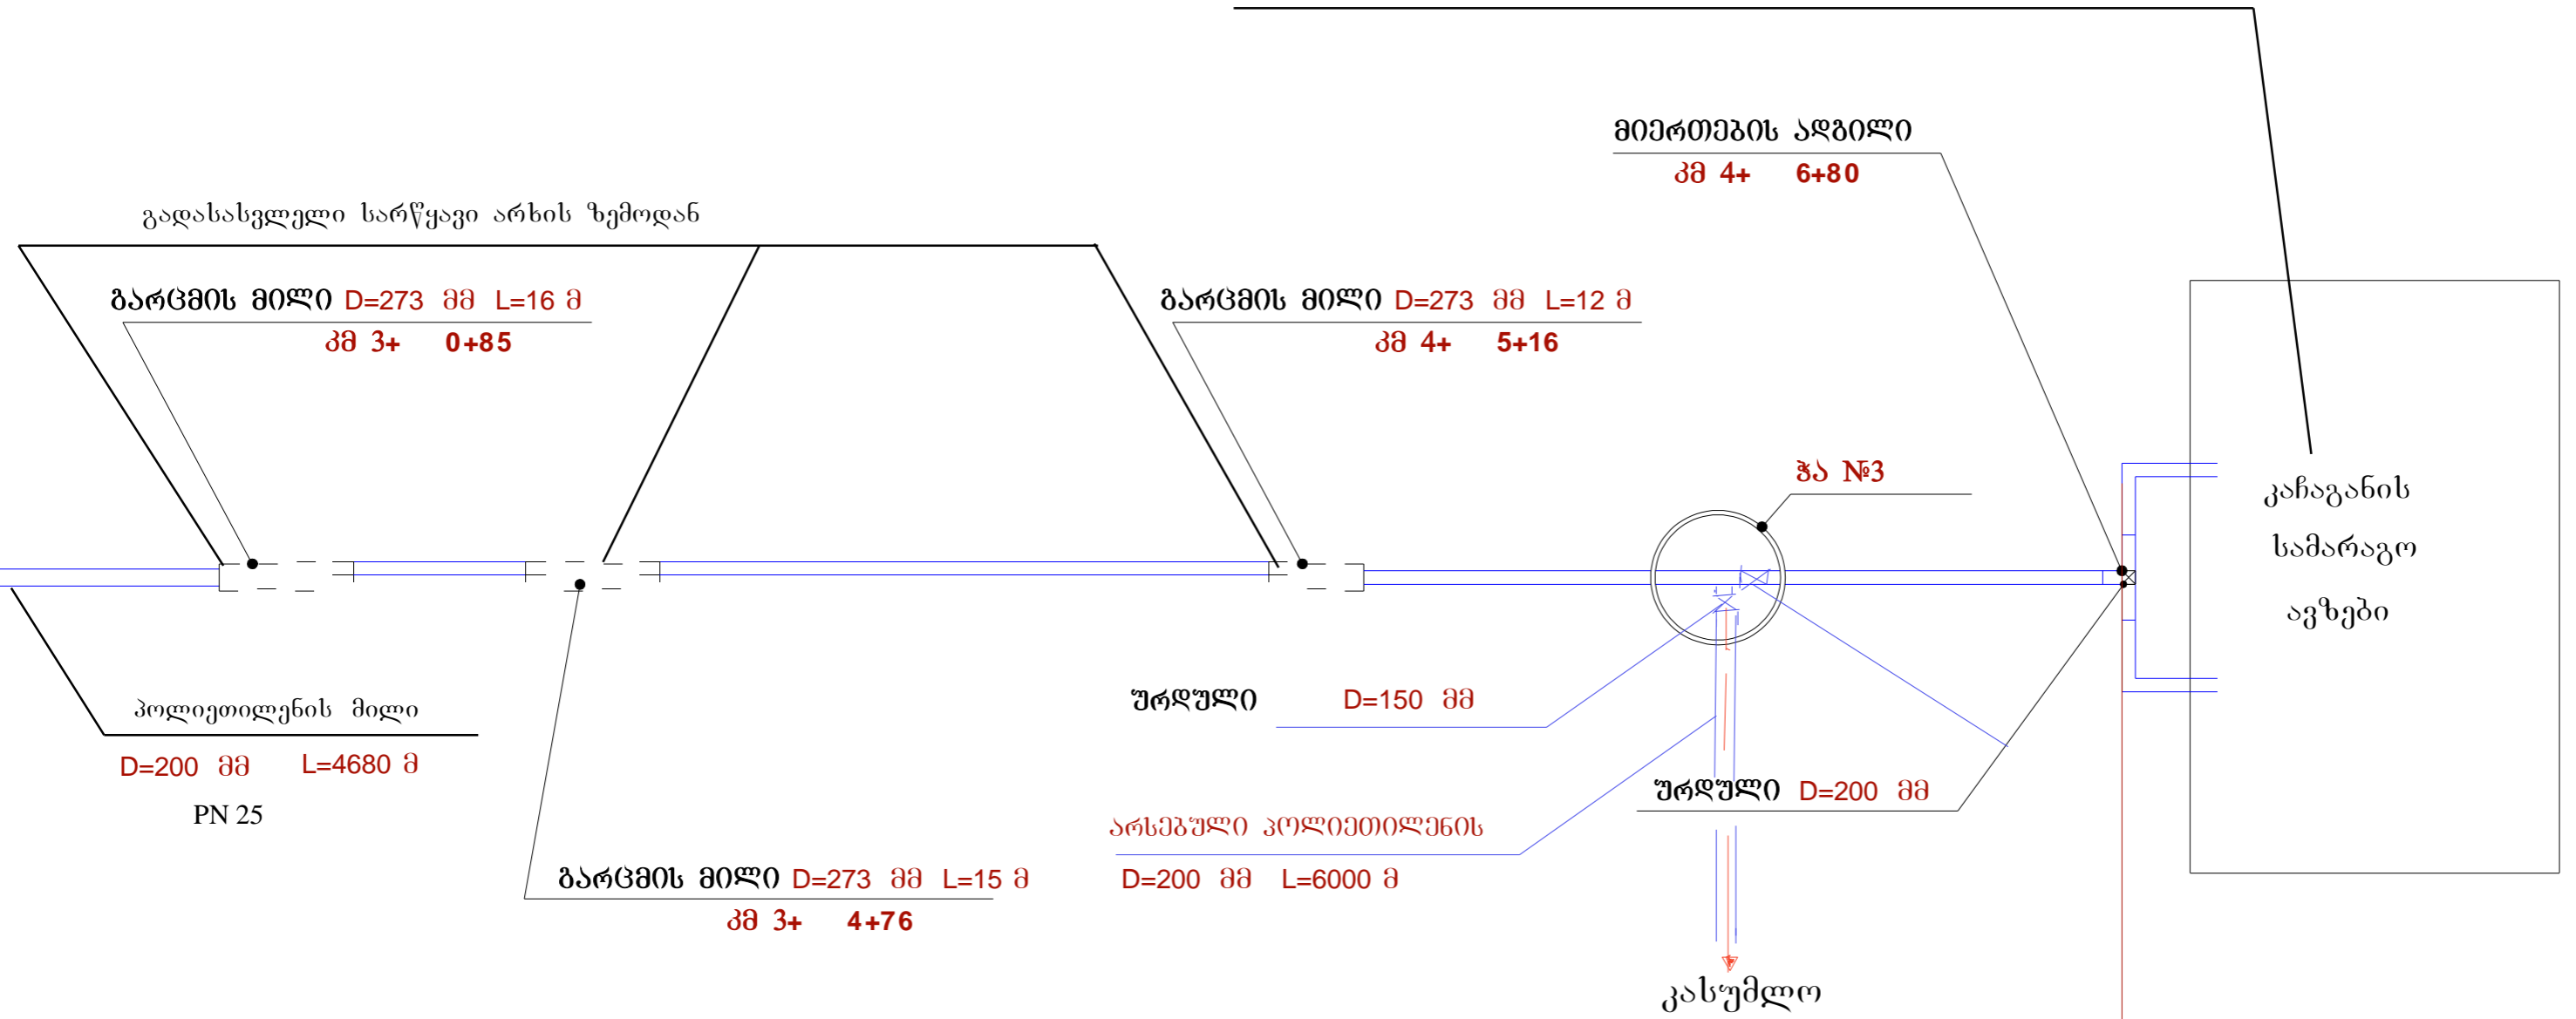 მიერთების ადგილი
კმ 4+ 6+80
გადასასვლელი სარწყავი არხის ზემოდან
გარცმის მილი D=273 მმ L=16 მ
კმ 3+ 0+85
გარცმის მილი D=273 მმ L=12 მ
კმ 4+ 5+16
ჭა №3
კაჩაგანის
სამარაგო
ავზები
პოლიეთილენის მილი
D=200 მმ L=4680 მ
PN 25
ურდული D=150 მმ
ურდული D=200 მმ
არსებული პოლიეთილენის
D=200 მმ L=6000 მ
გარცმის მილი D=273 მმ L=15 მ
კმ 3+ 4+76
კასუმლო